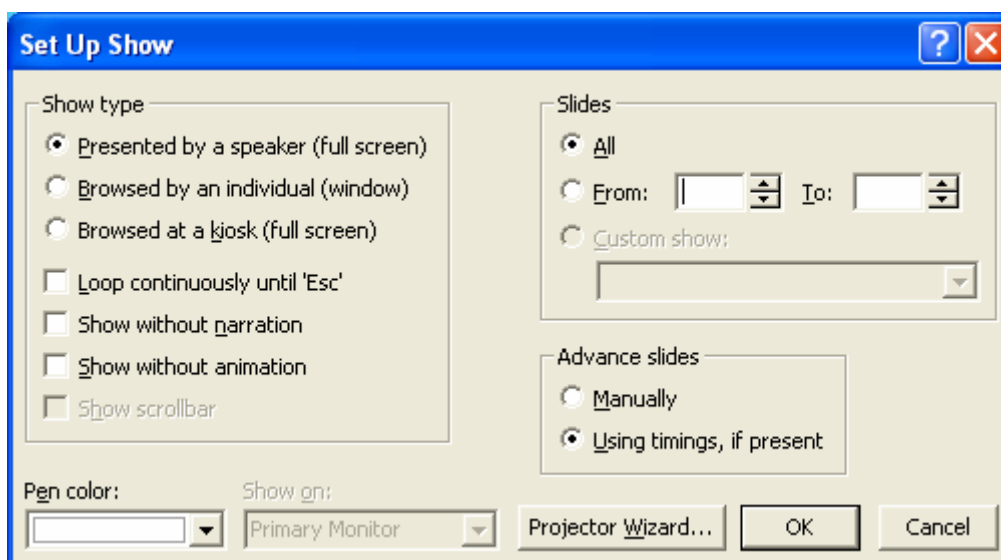 Set Up Show
Show type
Presented by a speaker (full screen)
Browsed by an individual (window)
Browsed at a kiosk (full screen)
Loop continuously until 'Esc'
Show without narration
Show without animation
Show scrollbar
Slides
All
From: To:
Custom show:
Advance slides
Manually
Using timings, if present
Pen color:
Show on:
Primary Monitor
Projector Wizard...
OK
Cancel